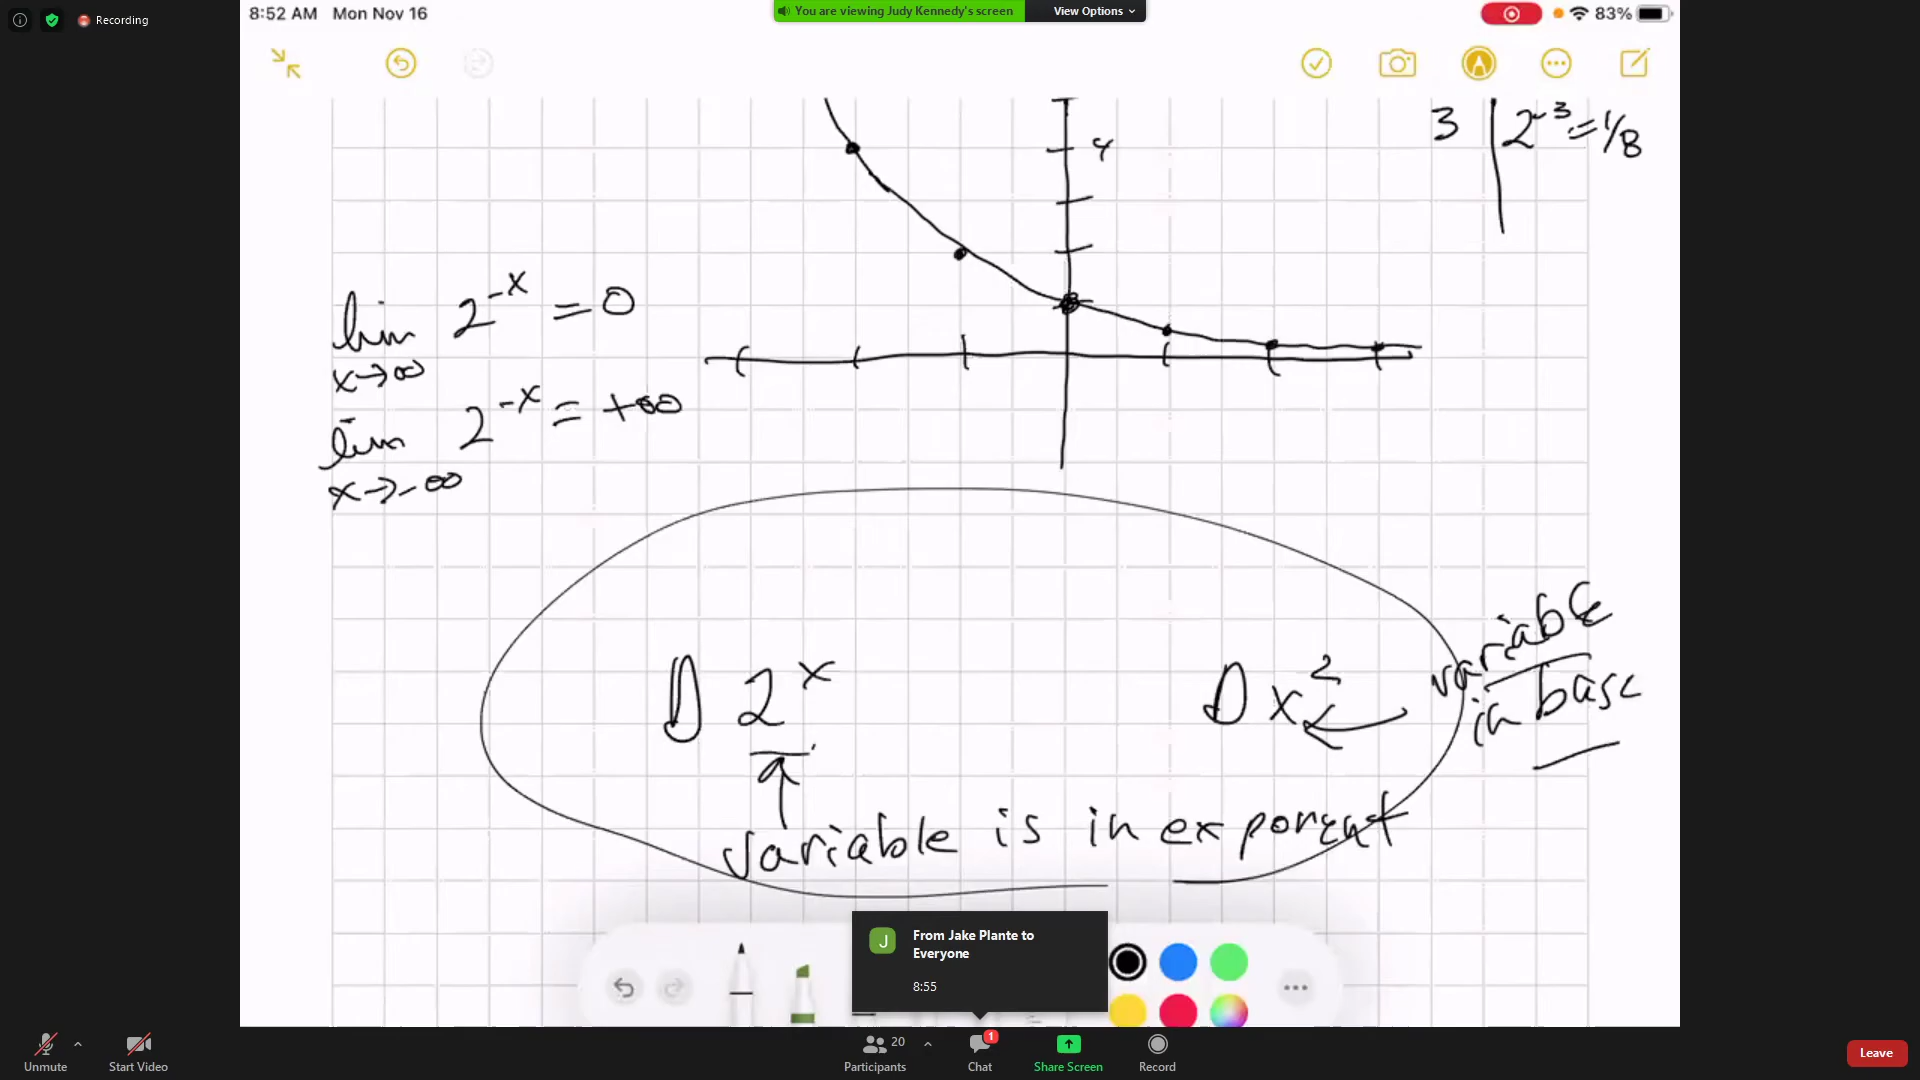 Recording
8:52 AM Mon Nov 16
You are viewing Judy Kennedy's screen
View Options
83%
4
3 | 2^-3 = 1/8
lim 2^-x = 0
x→∞
lim 2^-x = +∞
x→-∞
D 2^x
D x^2
variable
in base
variable is in exponent
J
From Jake Plante to
Everyone
8:55
Unmute
Start Video
20
Participants
1
Chat
Share Screen
Record
Leave